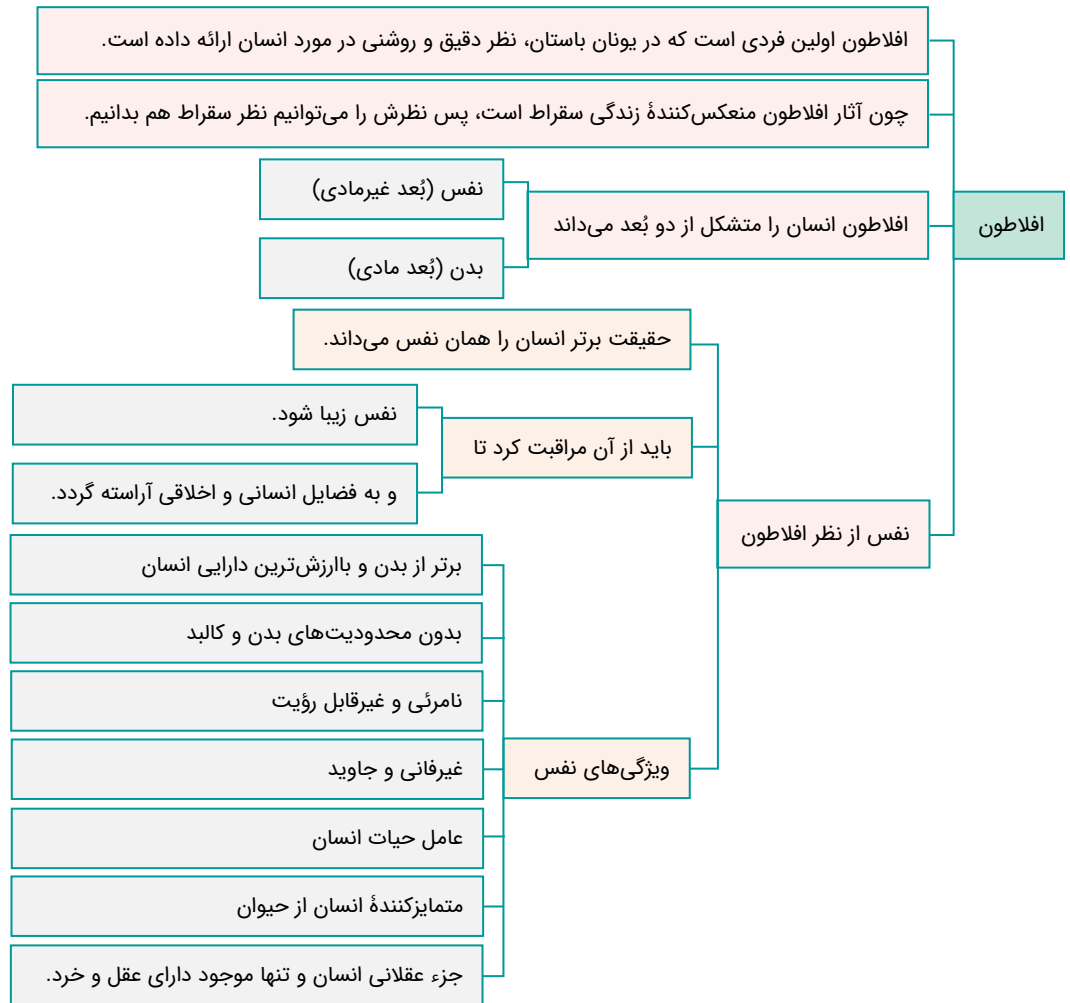 افلاطون
افلاطون اولین فردی است که در یونان باستان، نظر دقیق و روشنی در مورد انسان ارائه داده است.
چون آثار افلاطون منعکس‌کنندهٔ زندگی سقراط است، پس نظرش را می‌توانیم نظر سقراط هم بدانیم.
افلاطون انسان را متشکل از دو بُعد می‌داند
نفس (بُعد غیرمادی)
بدن (بُعد مادی)
نفس از نظر افلاطون
حقیقت برتر انسان را همان نفس می‌داند.
باید از آن مراقبت کرد تا
نفس زیبا شود.
و به فضایل انسانی و اخلاقی آراسته گردد.
ویژگی‌های نفس
برتر از بدن و باارزش‌ترین دارایی انسان
بدون محدودیت‌های بدن و کالبد
نامرئی و غیرقابل رؤیت
غیرفانی و جاوید
عامل حیات انسان
متمایزکنندهٔ انسان از حیوان
جزء عقلانی انسان و تنها موجود دارای عقل و خرد.